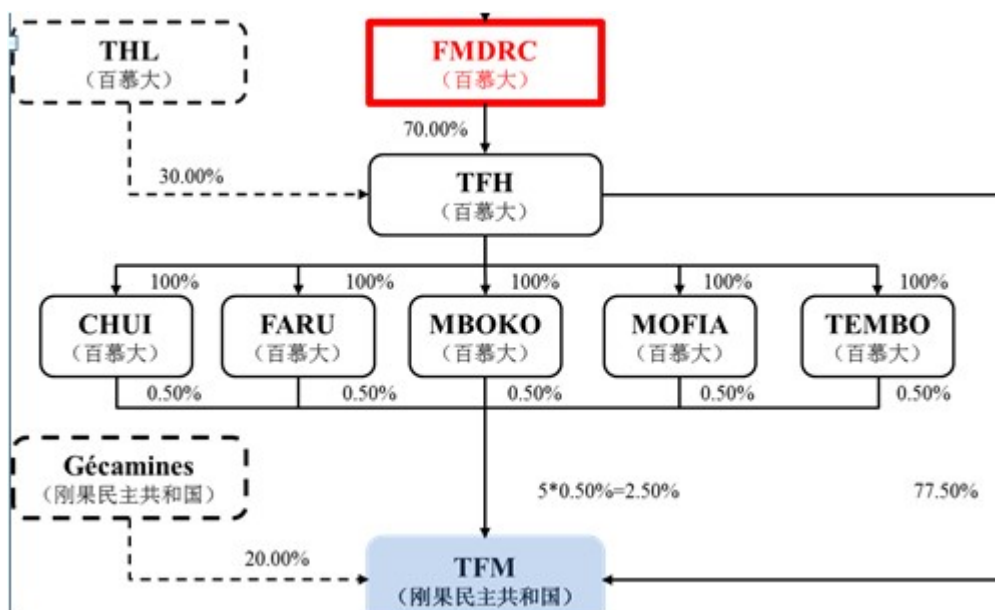 THL
（百慕大）
FMDRC
（百慕大）
70.00%
30.00%
TFH
（百慕大）
100%
100%
100%
100%
100%
CHUI
（百慕大）
FARU
（百慕大）
MBOKO
（百慕大）
MOFIA
（百慕大）
TEMBO
（百慕大）
0.50%
0.50%
0.50%
0.50%
0.50%
Gécamines
（刚果民主共和国）
5*0.50%=2.50%
77.50%
20.00%
TFM
（刚果民主共和国）